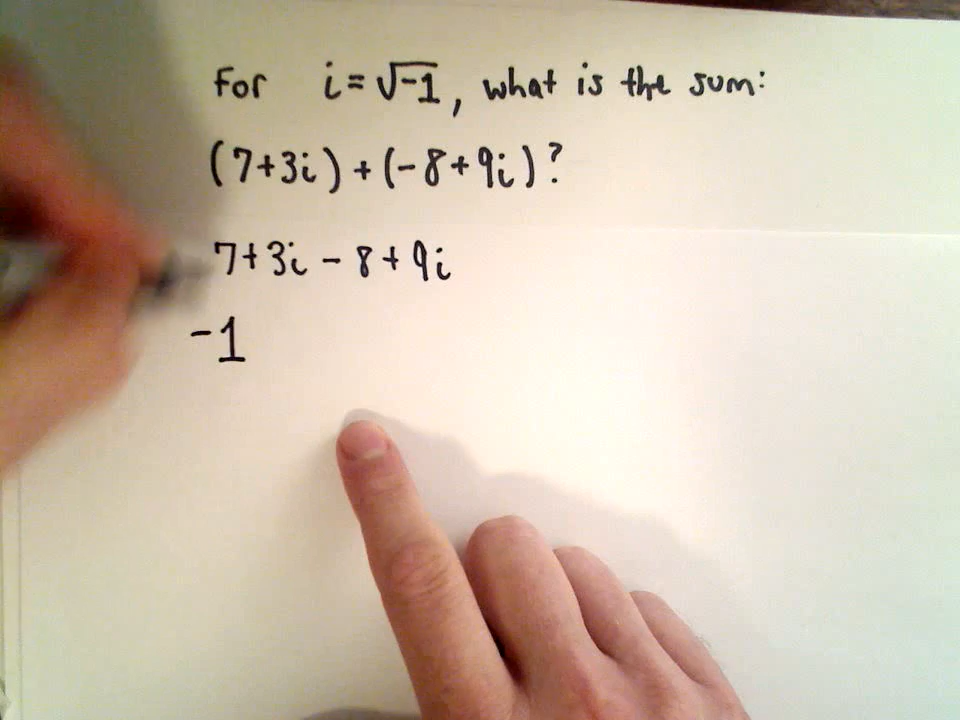 For i = √-1, what is the sum:
(7+3i) + (-8+9i)?
7+3i - 8 + 9i
-1